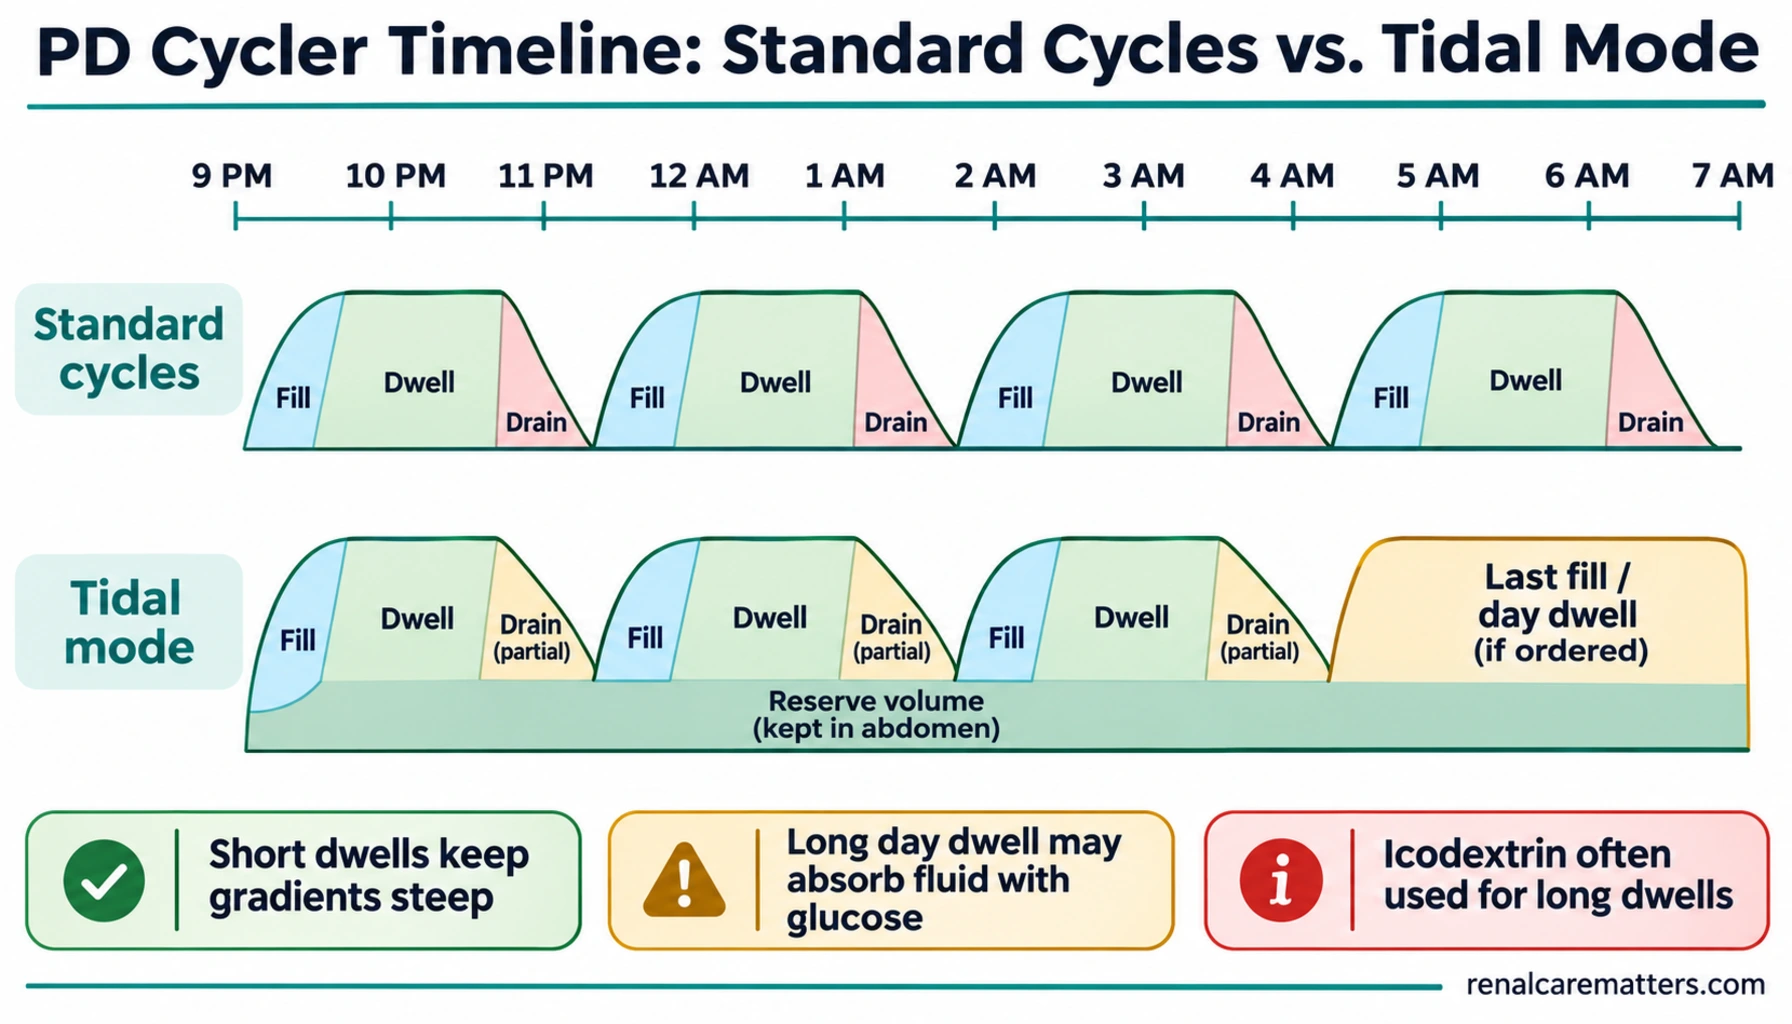 PD Cycler Timeline: Standard Cycles vs. Tidal Mode
9 PM 10 PM 11 PM 12 AM 1 AM 2 AM 3 AM 4 AM 5 AM 6 AM 7 AM
Standard
cycles
Fill Dwell Drain Fill Dwell Drain Fill Dwell Drain Fill Dwell Drain
Tidal
mode
Fill Dwell Drain
(partial)
Fill Dwell Drain
(partial)
Fill Dwell Drain
(partial)
Last fill /
day dwell
(if ordered)
Reserve volume
(kept in abdomen)
Short dwells keep
gradients steep
Long day dwell may
absorb fluid with
glucose
Icodextrin often
used for long dwells
renalcarematters.com